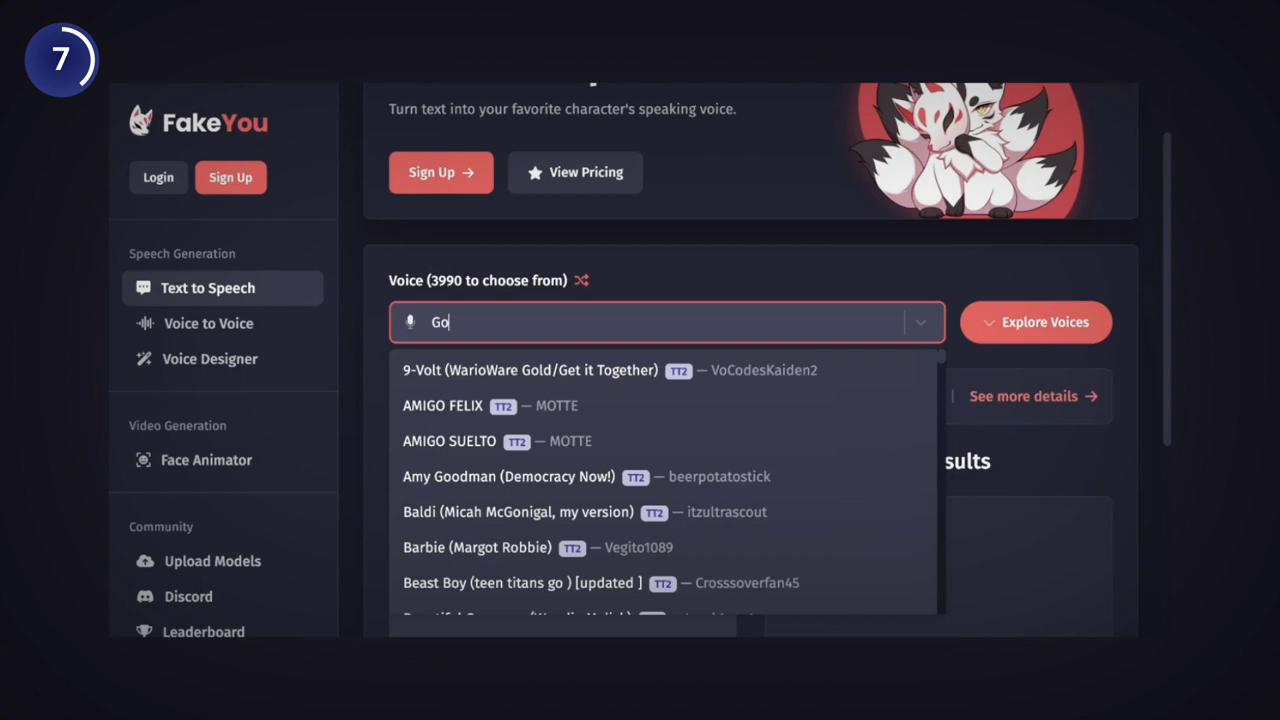 7
FakeYou
Login
Sign Up
Speech Generation
Text to Speech
Voice to Voice
Voice Designer
Video Generation
Face Animator
Community
Upload Models
Discord
Leaderboard
Turn text into your favorite character's speaking voice.
Sign Up →
View Pricing
Voice (3990 to choose from)
Go
Explore Voices
9-Volt (WarioWare Gold/Get it Together) TT2 — VoCodesKaiden2
AMIGO FELIX TT2 — MOTTE
AMIGO SUELTO TT2 — MOTTE
Amy Goodman (Democracy Now!) TT2 — beerpotatostick
Baldi (Micah McGonigal, my version) TT2 — itzultrascout
Barbie (Margot Robbie) TT2 — Vegito1089
Beast Boy (teen titans go ) [updated ] TT2 — Crosssoverfan45
See more details →
sults